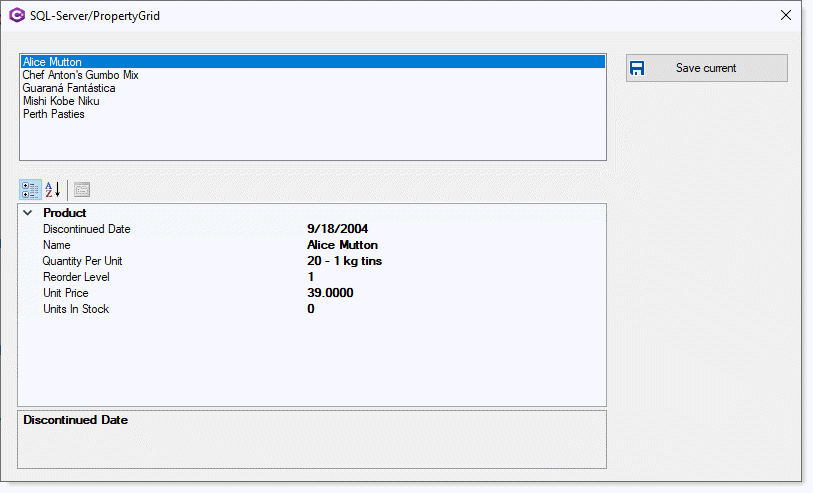 SQL-Server/PropertyGrid
Alice Mutton
Chef Anton's Gumbo Mix
Guaraná Fantástica
Mishi Kobe Niku
Perth Pasties
Save current
Product
Discontinued Date 9/18/2004
Name Alice Mutton
Quantity Per Unit 20 - 1 kg tins
Reorder Level 1
Unit Price 39.0000
Units In Stock 0
Discontinued Date